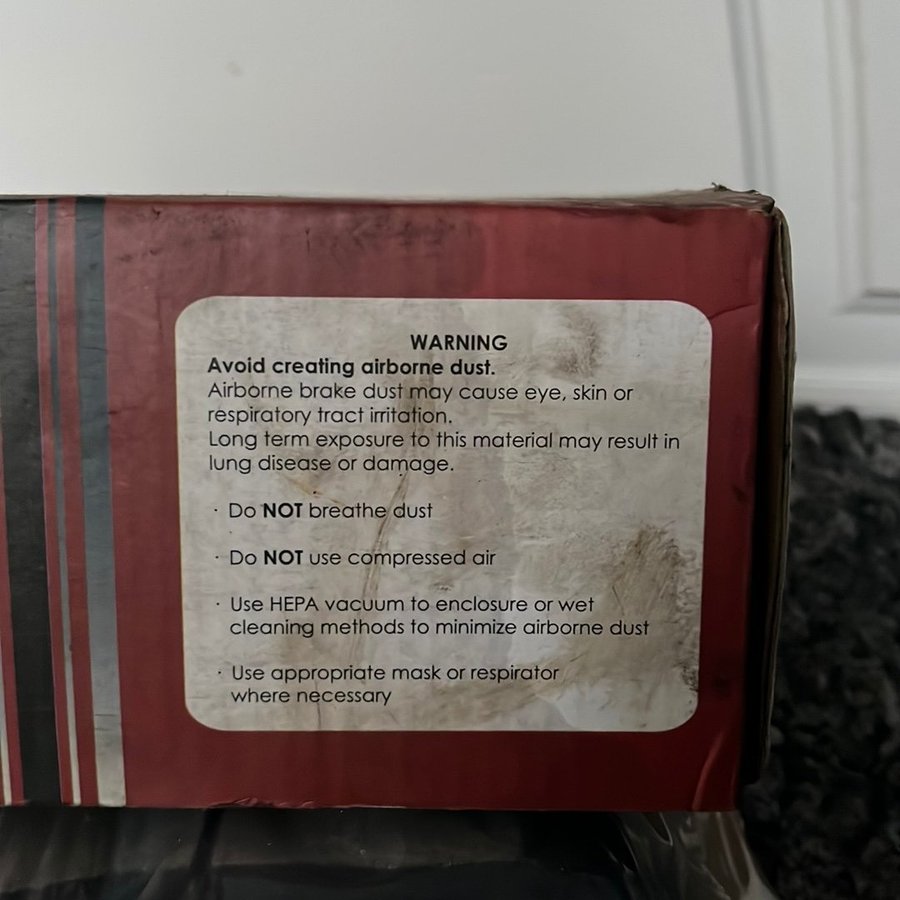 WARNING
Avoid creating airborne dust.
Airborne brake dust may cause eye, skin or
respiratory tract irritation.
Long term exposure to this material may result in
lung disease or damage.
· Do NOT breathe dust
· Do NOT use compressed air
· Use HEPA vacuum to enclosure or wet
cleaning methods to minimize airborne dust
· Use appropriate mask or respirator
where necessary